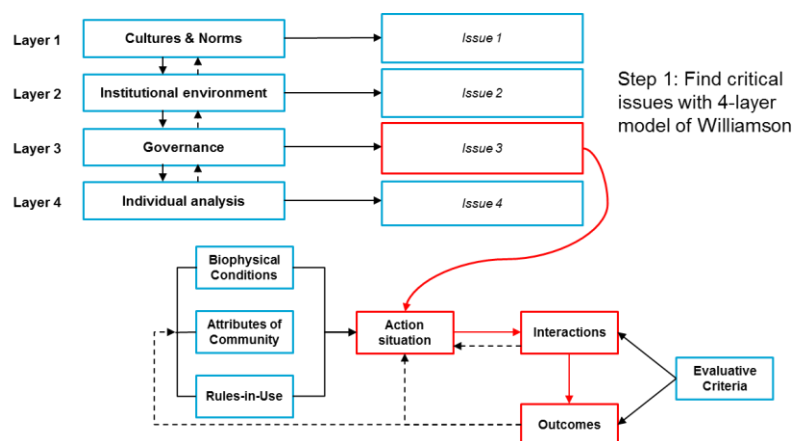 Layer 1
Cultures & Norms
Issue 1
Layer 2
Institutional environment
Issue 2
Layer 3
Governance
Issue 3
Layer 4
Individual analysis
Issue 4
Step 1: Find critical
issues with 4-layer
model of Williamson
Biophysical
Conditions
Attributes of
Community
Rules-in-Use
Action
situation
Interactions
Outcomes
Evaluative
Criteria